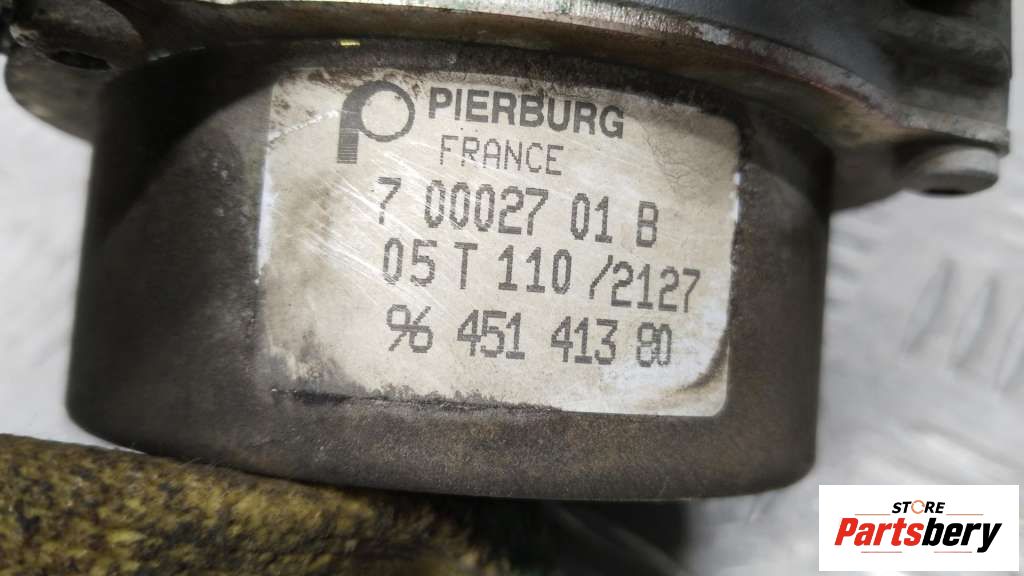 PIERBURG
FRANCE
7 00027 01 B
05 T 110 /2127
96 451 413 80
STORE
Partsbery